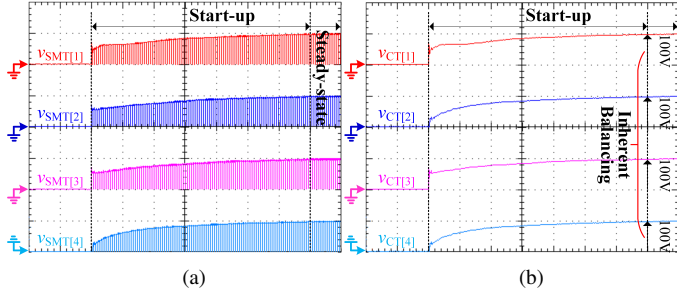 Start-up
Steady-state
vSMT[1]
vSMT[2]
vSMT[3]
vSMT[4]
(a)
Start-up
vCT[1]
vCT[2]
vCT[3]
vCT[4]
Inherent
Balancing
100V
100V
100V
100V
(b)